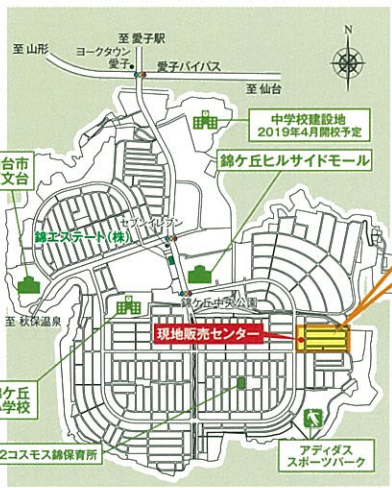 至 愛子駅
至 山形
ヨークタウン
愛子
愛子バイパス
至 仙台
中学校建設地
2019年4月開校予定
錦ケ丘ヒルサイドモール
台市
文台
セブンイレブン
錦エステート(株)
錦ケ丘中央公園
至 秋保温泉
現地販売センター
ケ丘
学校
2コスモス錦保育所
アディダス
スポーツパーク